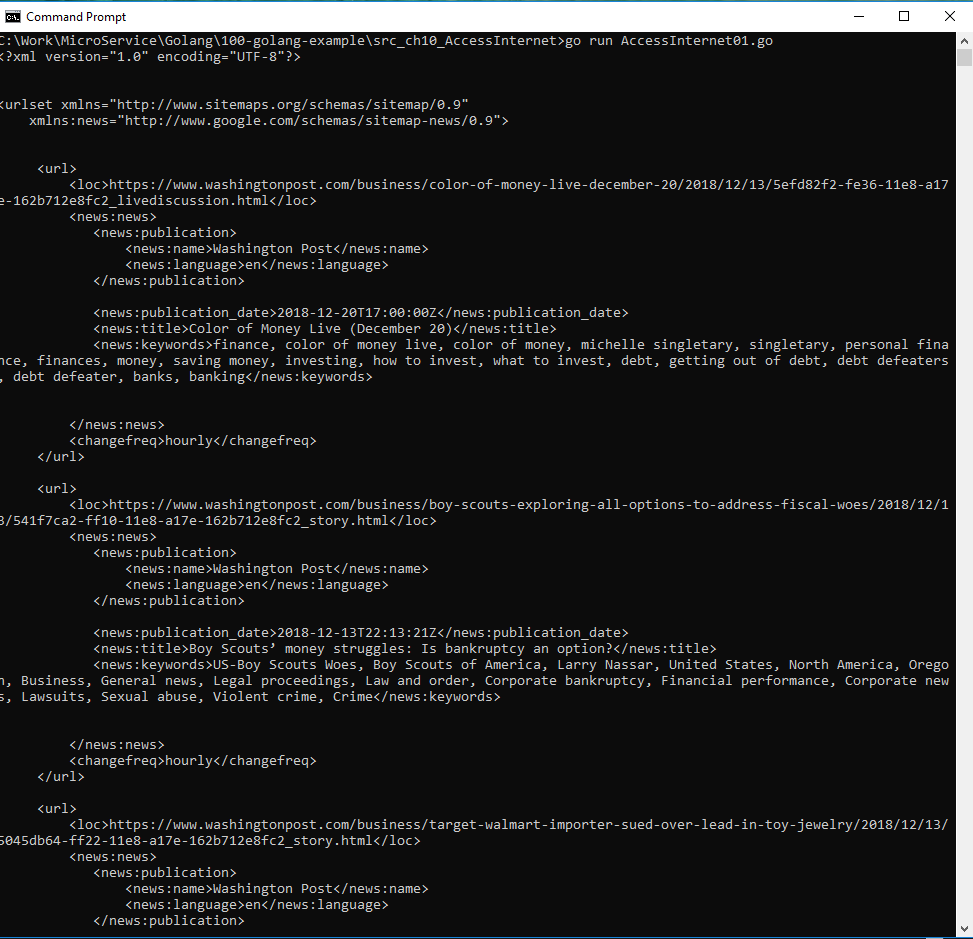 Command Prompt
C:\Work\MicroService\Golang\100-golang-example\src_ch10_AccessInternet>go run AccessInternet01.go
<?xml version="1.0" encoding="UTF-8"?>
<urlset xmlns="http://www.sitemaps.org/schemas/sitemap/0.9"
xmlns:news="http://www.google.com/schemas/sitemap-news/0.9">
<url>
<loc>https://www.washingtonpost.com/business/color-of-money-live-december-20/2018/12/13/5efd82f2-fe36-11e8-a17
e-162b712e8fc2_livediscussion.html</loc>
<news:news>
<news:publication>
<news:name>Washington Post</news:name>
<news:language>en</news:language>
</news:publication>
<news:publication_date>2018-12-20T17:00:00Z</news:publication_date>
<news:title>Color of Money Live (December 20)</news:title>
<news:keywords>finance, color of money live, color of money, michelle singletary, singletary, personal fina
nce, finances, money, saving money, investing, how to invest, what to invest, debt, getting out of debt, debt defeaters
, debt defeater, banks, banking</news:keywords>
</news:news>
<changefreq>hourly</changefreq>
</url>
<url>
<loc>https://www.washingtonpost.com/business/boy-scouts-exploring-all-options-to-address-fiscal-woes/2018/12/1
3/541f7ca2-ff10-11e8-a17e-162b712e8fc2_story.html</loc>
<news:news>
<news:publication>
<news:name>Washington Post</news:name>
<news:language>en</news:language>
</news:publication>
<news:publication_date>2018-12-13T22:13:21Z</news:publication_date>
<news:title>Boy Scouts’ money struggles: Is bankruptcy an option?</news:title>
<news:keywords>US-Boy Scouts Woes, Boy Scouts of America, Larry Nassar, United States, North America, Orego
n, Business, General news, Legal proceedings, Law and order, Corporate bankruptcy, Financial performance, Corporate new
s, Lawsuits, Sexual abuse, Violent crime, Crime</news:keywords>
</news:news>
<changefreq>hourly</changefreq>
</url>
<url>
<loc>https://www.washingtonpost.com/business/target-walmart-importer-sued-over-lead-in-toy-jewelry/2018/12/13/
5045db64-ff22-11e8-a17e-162b712e8fc2_story.html</loc>
<news:news>
<news:publication>
<news:name>Washington Post</news:name>
<news:language>en</news:language>
</news:publication>